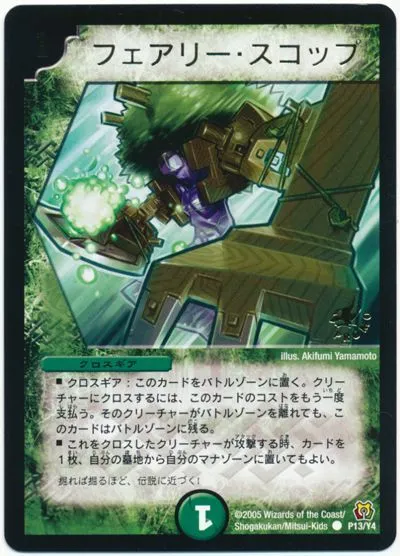 フェアリー・スコップ
illus. Akifumi Yamamoto
クロスギア
■ クロスギア：このカードをバトルゾーンに置く。クリー
チャーにクロスするには、このカードのコストをもう一度
支払う。そのクリーチャーがバトルゾーンを離れても、こ
のカードはバトルゾーンに残る。
■ これをクロスしたクリーチャーが攻撃する時、カードを
1枚、自分の墓地から自分のマナゾーンに置いてもよい。
掘れば掘るほど、伝説に近づく!
1
©2005 Wizards of the Coast/
Shogakukan/Mitsui-Kids
P13/Y4